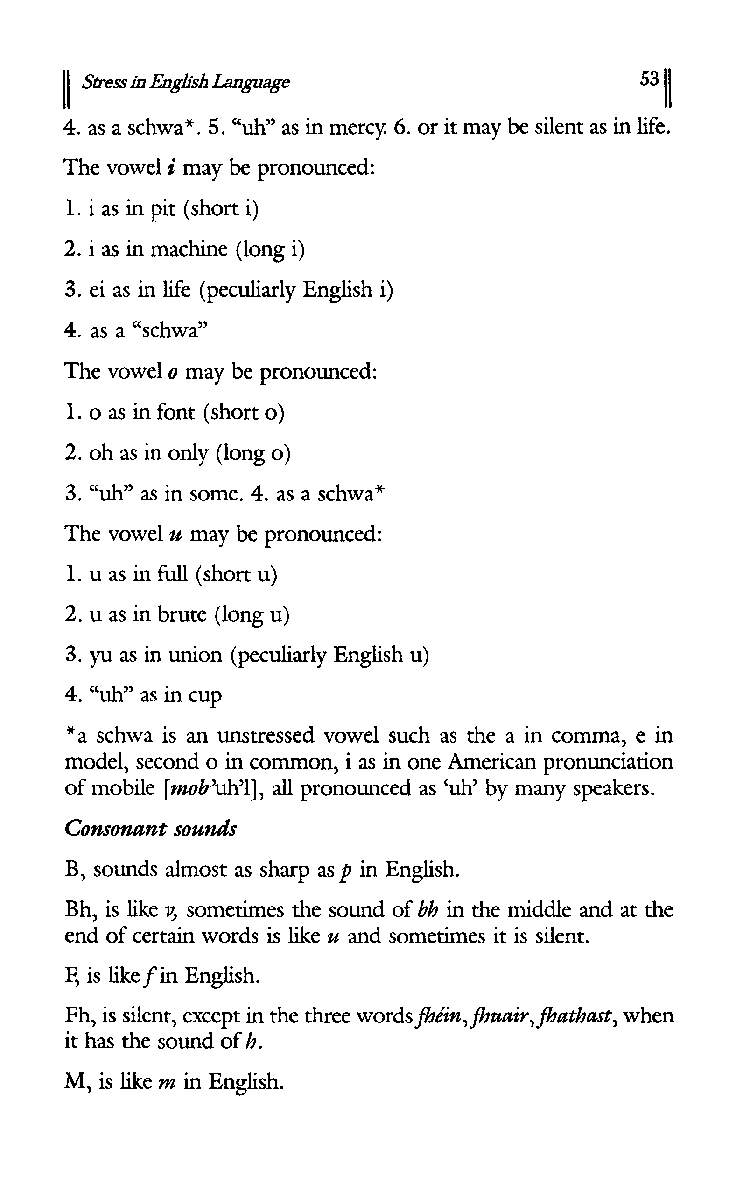 Stress in English Language 53
4. as a schwa*. 5. “uh” as in mercy. 6. or it may be silent as in life.
The vowel i may be pronounced:
1. i as in pit (short i)
2. i as in machine (long i)
3. ei as in life (peculiarly English i)
4. as a “schwa”
The vowel o may be pronounced:
1. o as in font (short o)
2. oh as in only (long o)
3. “uh” as in some. 4. as a schwa*
The vowel u may be pronounced:
1. u as in full (short u)
2. u as in brute (long u)
3. yu as in union (peculiarly English u)
4. “uh” as in cup
*a schwa is an unstressed vowel such as the a in comma, e in
model, second o in common, i as in one American pronunciation
of mobile [mob’uh’l], all pronounced as ‘uh’ by many speakers.
Consonant sounds
B, sounds almost as sharp as p in English.
Bh, is like v, sometimes the sound of bh in the middle and at the
end of certain words is like u and sometimes it is silent.
F, is like f in English.
Fh, is silent, except in the three words fhéin, fhuair, fhathast, when
it has the sound of h.
M, is like m in English.